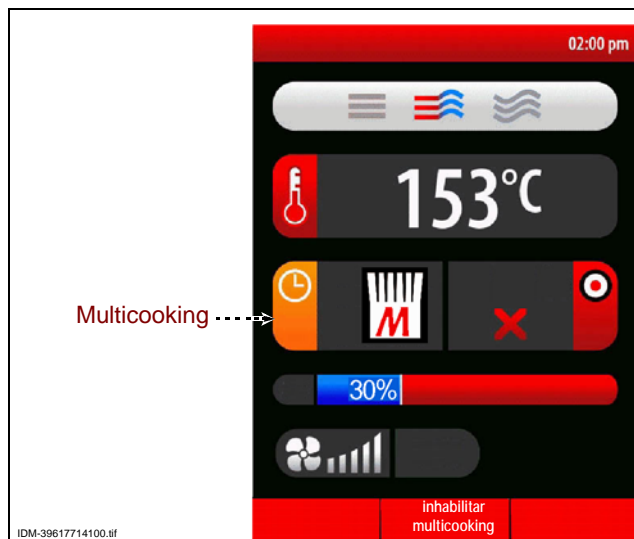 02:00 pm
153°C
Multicooking
M
30%
inhabilitar
multicooking
IDM-39617714100.tif